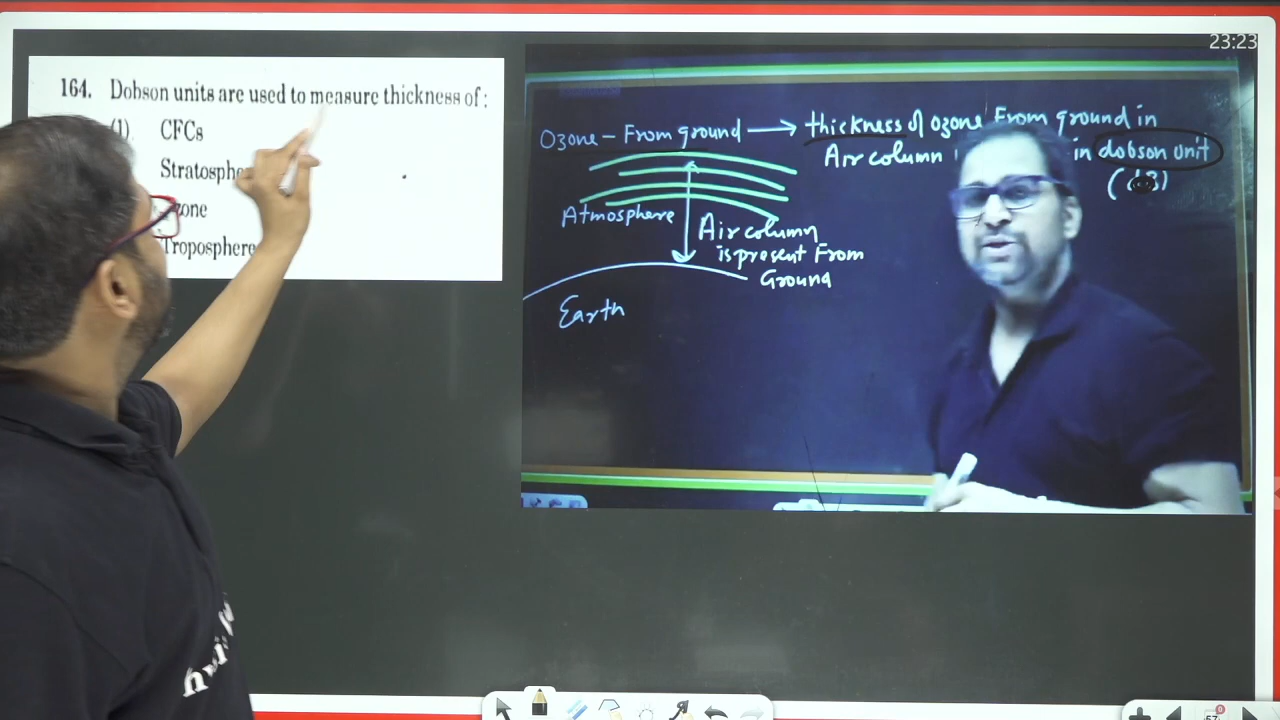 23:23
164. Dobson units are used to measure thickness of :
(1) CFCs
Stratosphe
zone
Troposphere
Ozone - From ground → thickness of ozone From ground in
Air column in dobson unit
Atmosphere
Air column
is present From
Ground
Earth